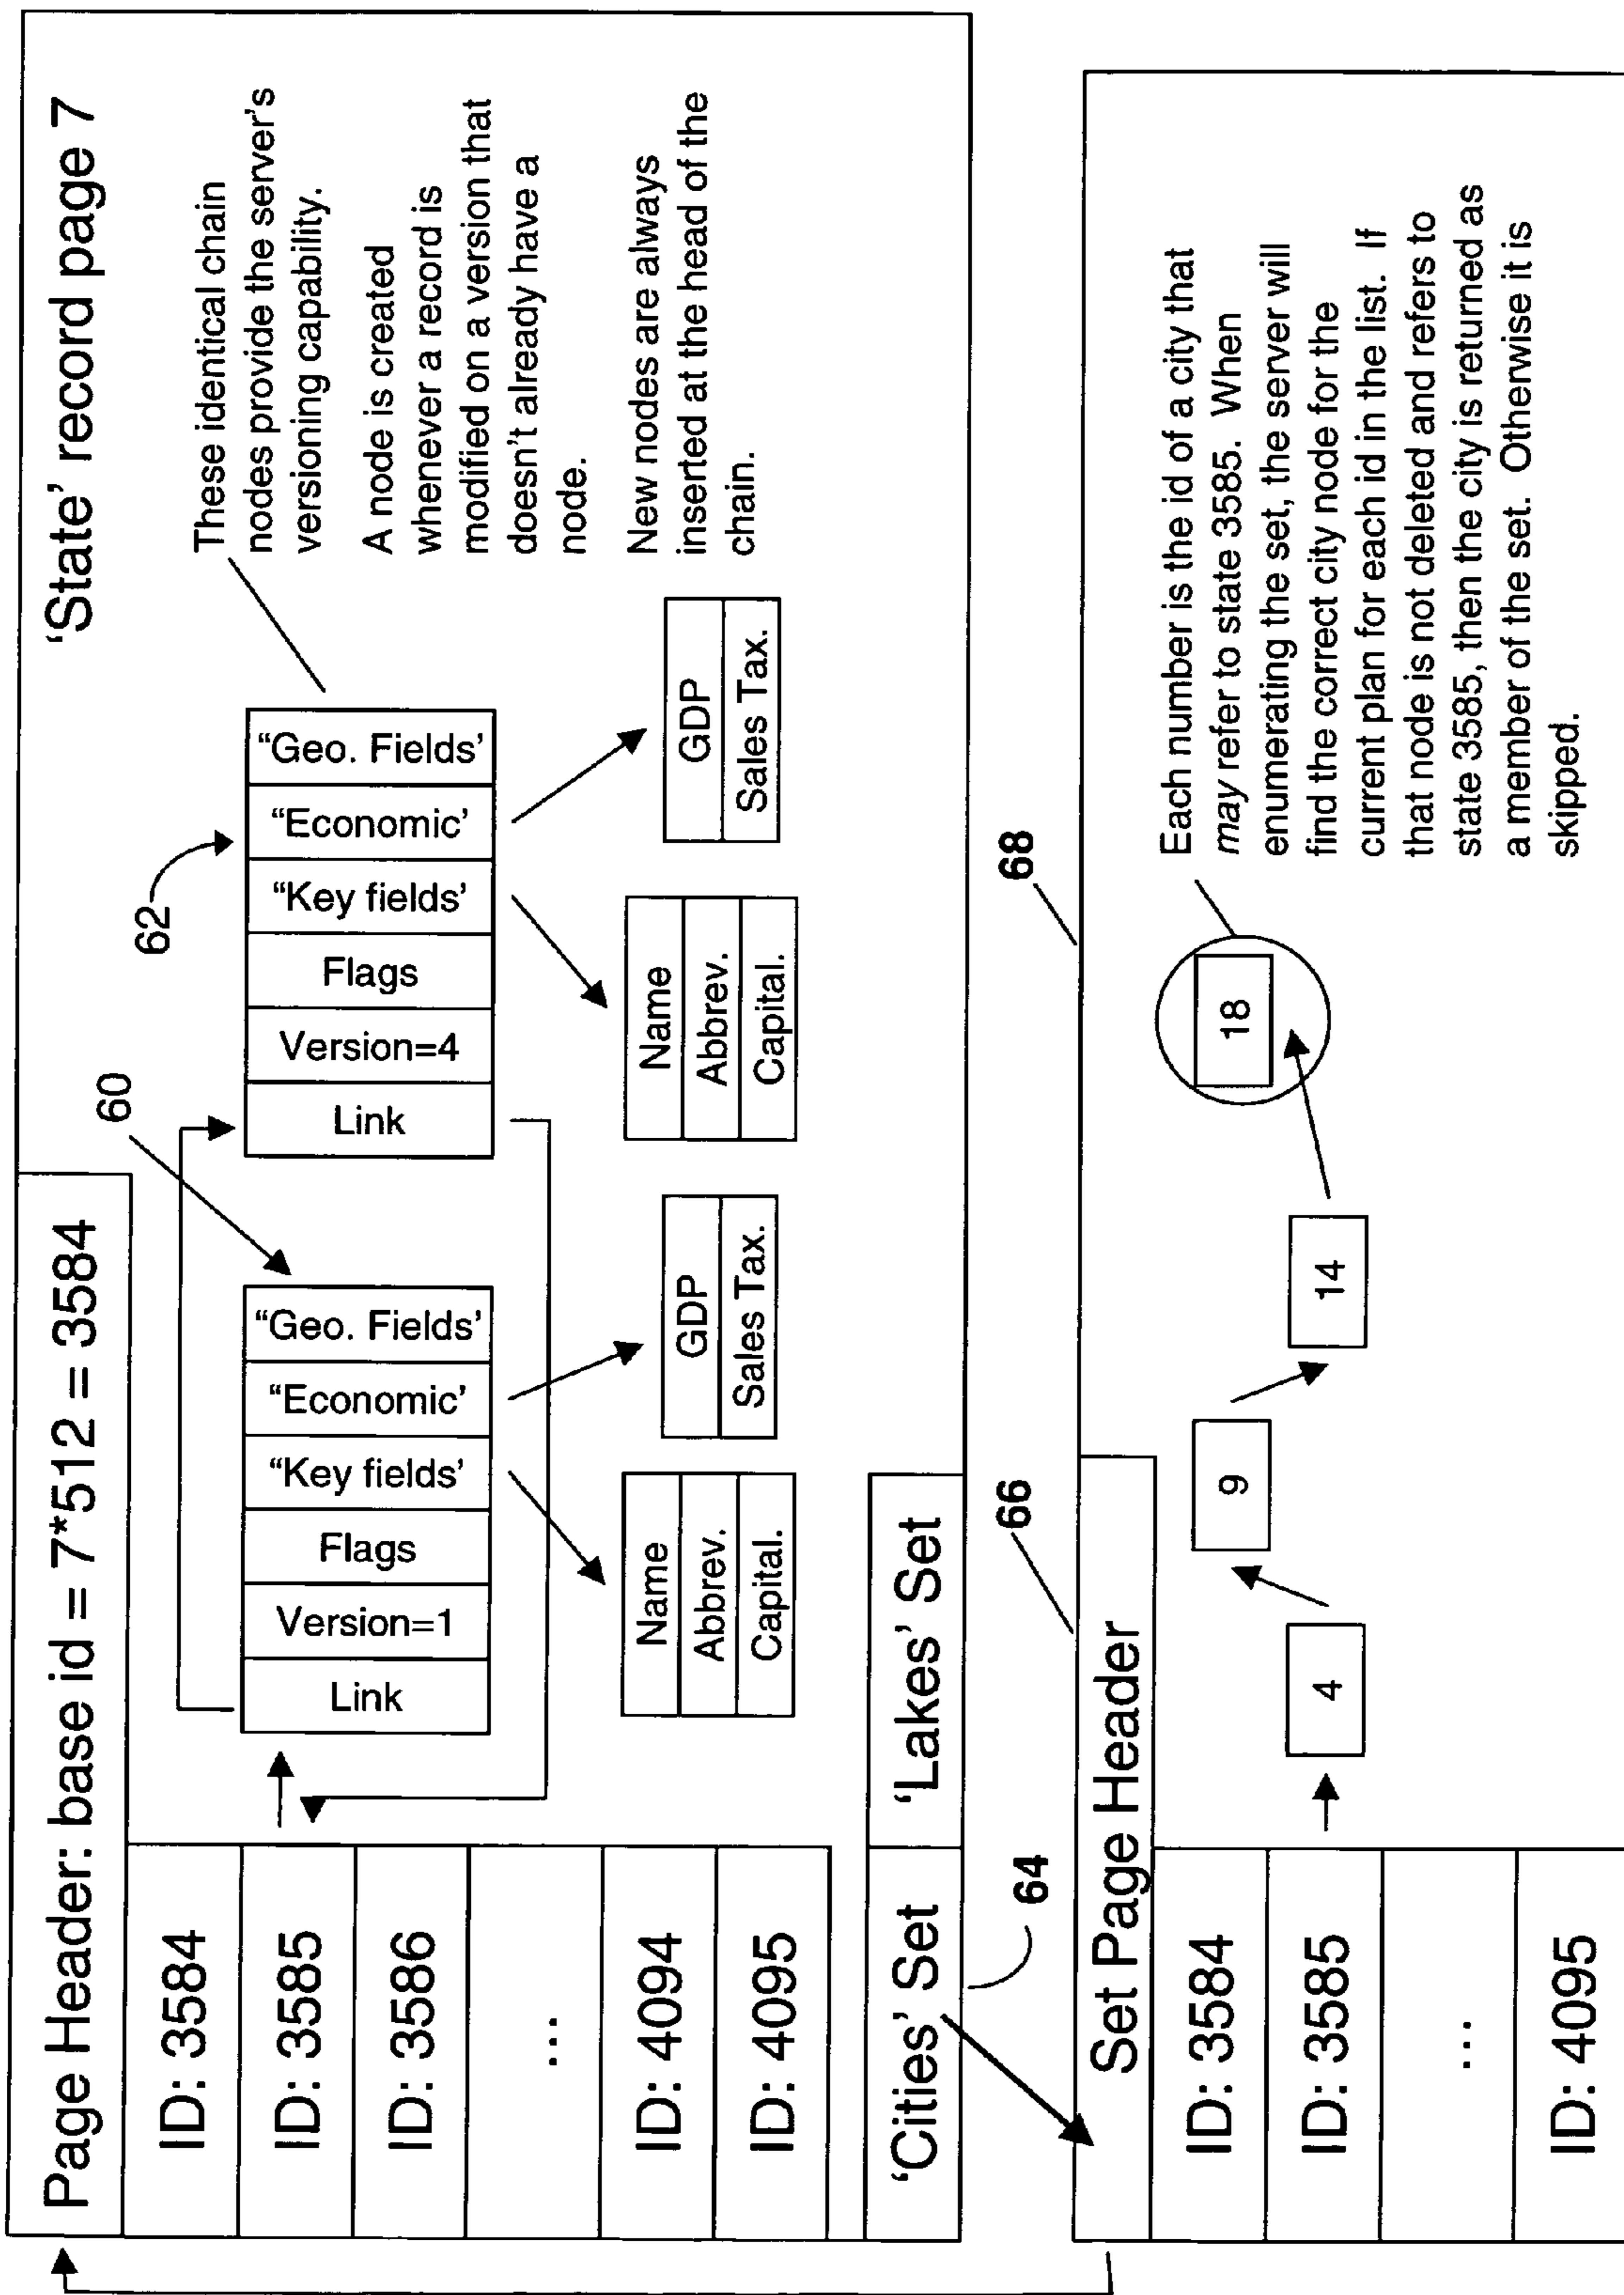 Page Header: base id = 7*512 = 3584
'State' record page 7
ID: 3584
ID: 3585
ID: 3586
...
ID: 4094
ID: 4095
60
Link
Version=1
Flags
"Key fields'
"Economic'
"Geo. Fields'
Name
Abbrev.
Capital.
GDP
Sales Tax.
62
Link
Version=4
Flags
"Key fields'
"Economic'
"Geo. Fields'
Name
Abbrev.
Capital.
GDP
Sales Tax.
These identical chain
nodes provide the server's
versioning capability.
A node is created
whenever a record is
modified on a version that
doesn't already have a
node.
New nodes are always
inserted at the head of the
chain.
'Cities' Set
'Lakes' Set
64
66
68
Set Page Header
ID: 3584
ID: 3585
...
ID: 4095
4
9
14
18
Each number is the id of a city that
may refer to state 3585. When
enumerating the set, the server will
find the correct city node for the
current plan for each id in the list. If
that node is not deleted and refers to
state 3585, then the city is returned as
a member of the set. Otherwise it is
skipped.